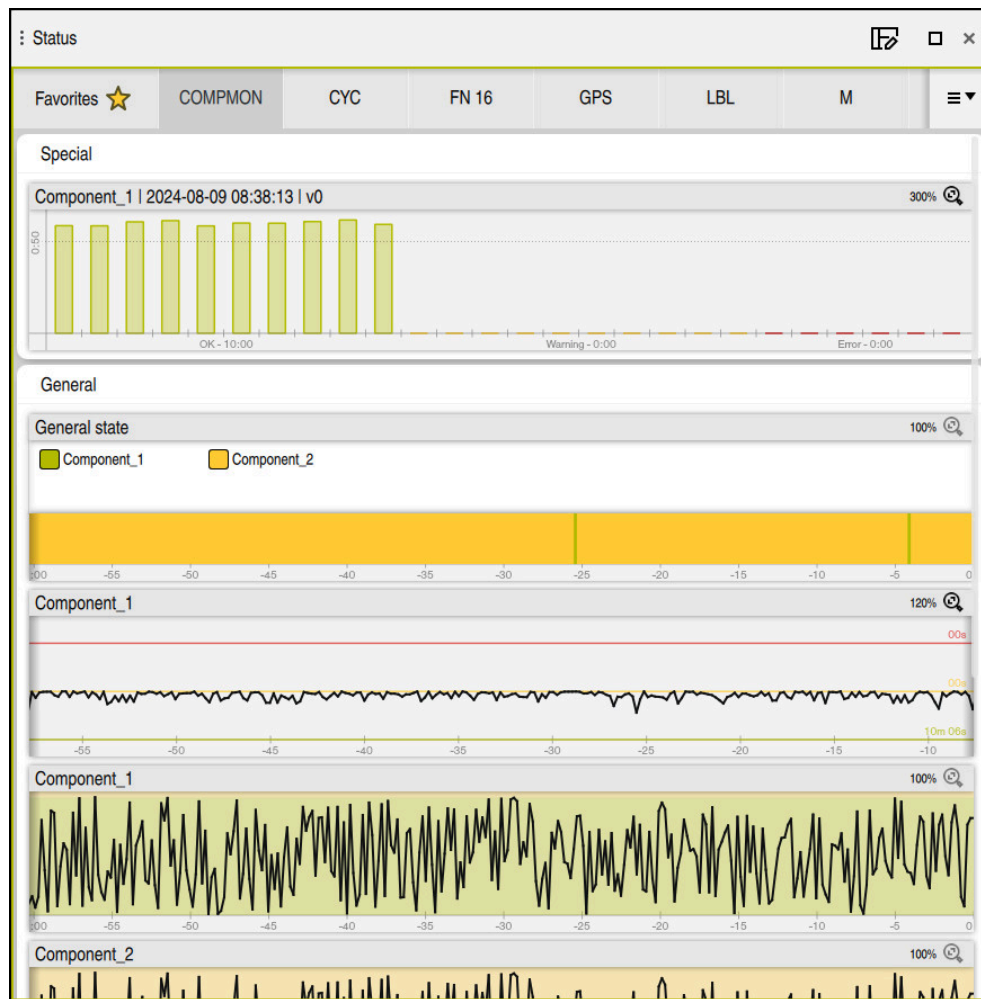 Status
Favorites COMPMON CYC FN 16 GPS LBL M
Special
Component_1 | 2024-08-09 08:38:13 | v0 300%
0:50
OK - 10:00 Warning - 0:00 Error - 0:00
General
General state 100%
Component_1 Component_2
:00 -55 -50 -45 -40 -35 -30 -25 -20 -15 -10 -5 0
Component_1 120%
00s
00s
10m 06s
-55 -50 -45 -40 -35 -30 -25 -20 -15 -10
Component_1 100%
:00 -55 -50 -45 -40 -35 -30 -25 -20 -15 -10 -5 0
Component_2 100%